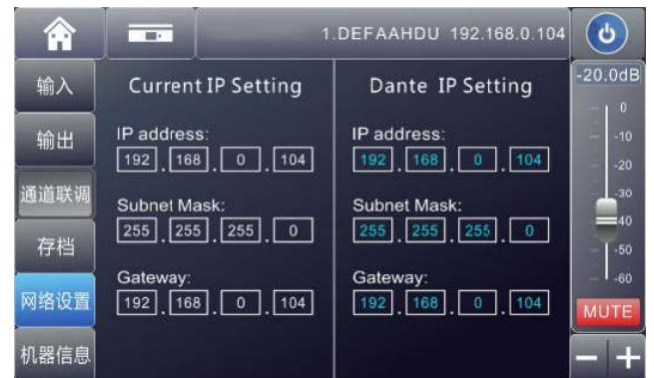 1.DEFAAHDU 192.168.0.104
输入
输出
通道联调
存档
网络设置
机器信息
Current IP Setting
IP address:
192.168.0.104
Subnet Mask:
255.255.255.0
Gateway:
192.168.0.104
Dante IP Setting
IP address:
192.168.0.104
Subnet Mask:
255.255.255.0
Gateway:
192.168.0.104
-20.0dB
0
-10
-20
-30
-40
-50
-60
MUTE
- +